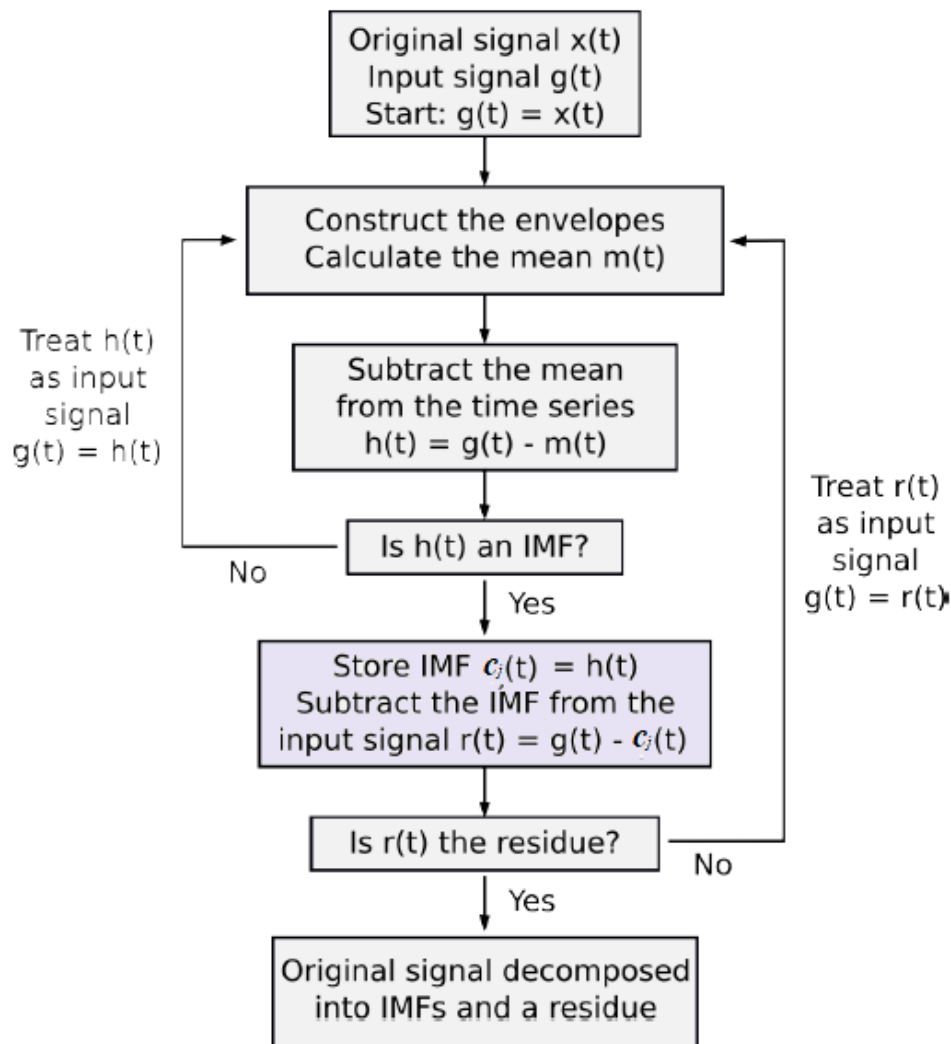 Original signal x(t)
Input signal g(t)
Start: g(t) = x(t)
Construct the envelopes
Calculate the mean m(t)
Treat h(t)
as input
signal
g(t) = h(t)
Subtract the mean
from the time series
h(t) = g(t) - m(t)
Treat r(t)
as input
signal
g(t) = r(t)
Is h(t) an IMF?
No
Yes
Store IMF cⱼ(t) = h(t)
Subtract the IMF from the
input signal r(t) = g(t) - cⱼ(t)
Is r(t) the residue?
No
Yes
Original signal decomposed
into IMFs and a residue